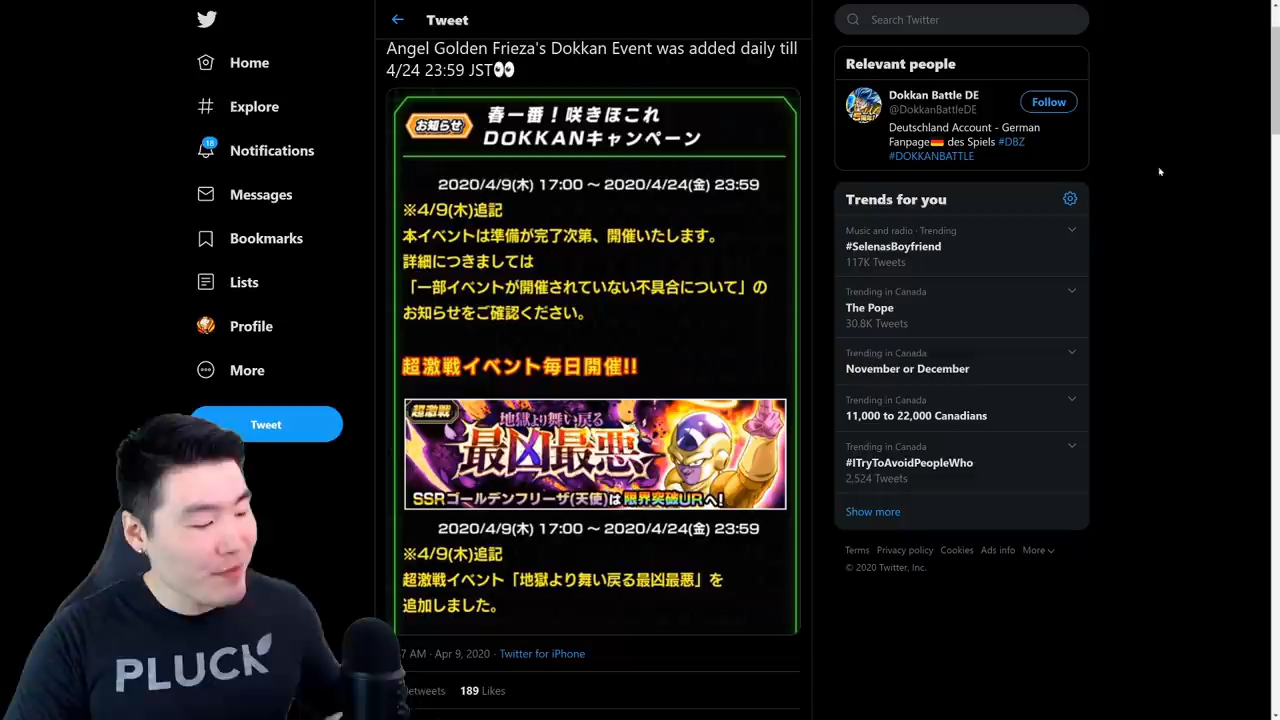 Tweet
Search Twitter
Home
Explore
18
Notifications
Messages
Bookmarks
Lists
Profile
More
Tweet
Angel Golden Frieza's Dokkan Event was added daily till
4/24 23:59 JST👀
お知らせ
春一番！咲きほこれ
DOKKANキャンペーン
2020/4/9(木) 17:00 ～ 2020/4/24(金) 23:59
※4/9(木)追記
本イベントは準備が完了次第、開催いたします。
詳細につきましては
「一部イベントが開催されていない不具合について」の
お知らせをご確認ください。
超激戦イベント毎日開催!!
超激戦
地獄より舞い戻る
最凶最悪
SSRゴールデンフリーザ(天使)は限界突破URへ!
2020/4/9(木) 17:00 ～ 2020/4/24(金) 23:59
※4/9(木)追記
超激戦イベント「地獄より舞い戻る最凶最悪」を
追加しました。
7 AM · Apr 9, 2020 · Twitter for iPhone
etweets 189 Likes
Relevant people
Dokkan Battle DE
@DokkanBattleDE
Follow
Deutschland Account - German
Fanpage🇩🇪 des Spiels #DBZ
#DOKKANBATTLE
Trends for you
Music and radio · Trending
#SelenasBoyfriend
117K Tweets
Trending in Canada
The Pope
30.8K Tweets
Trending in Canada
November or December
Trending in Canada
11,000 to 22,000 Canadians
Trending in Canada
#ITryToAvoidPeopleWho
2,524 Tweets
Show more
Terms Privacy policy Cookies Ads info More
© 2020 Twitter, Inc.
PLUCK